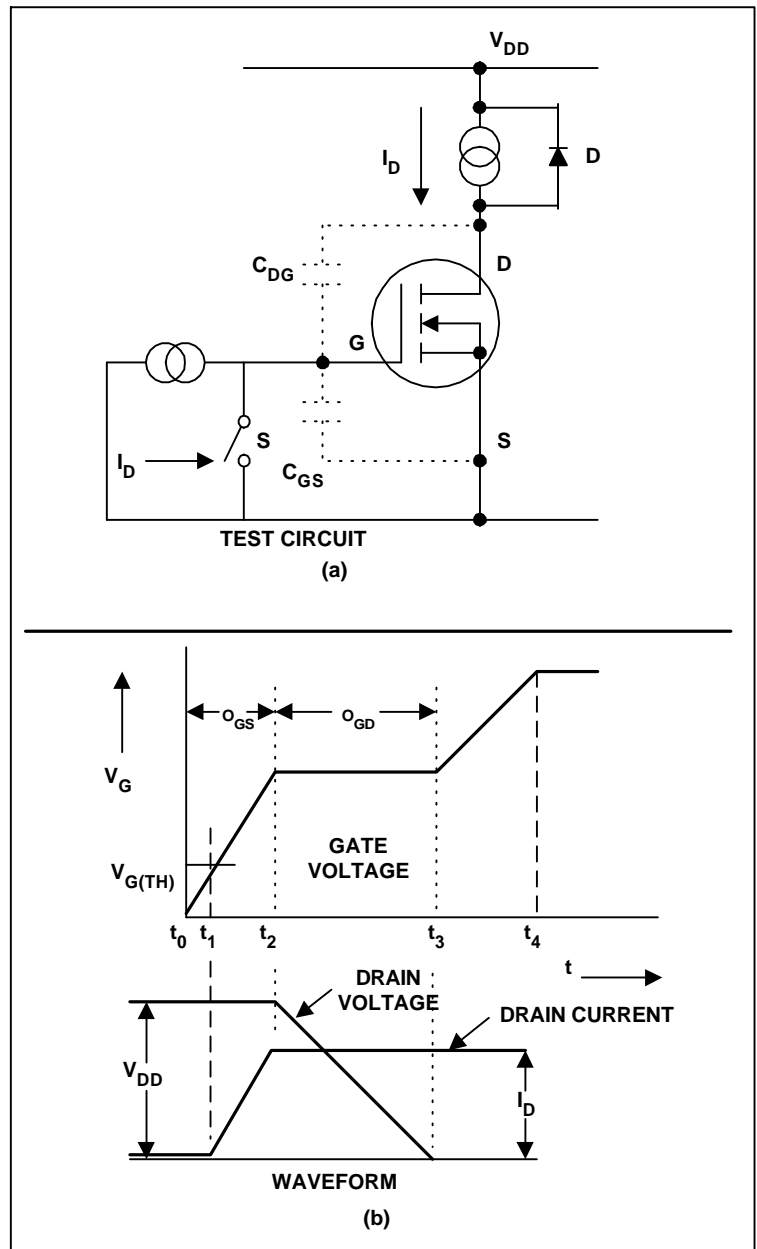 V_DD
I_D
D
C_DG
D
G
S
I_D
C_GS
S
TEST CIRCUIT
(a)
O_GS
O_GD
V_G
GATE
VOLTAGE
V_G(TH)
t_0
t_1
t_2
t_3
t_4
t
DRAIN
VOLTAGE
DRAIN CURRENT
V_DD
I_D
WAVEFORM
(b)